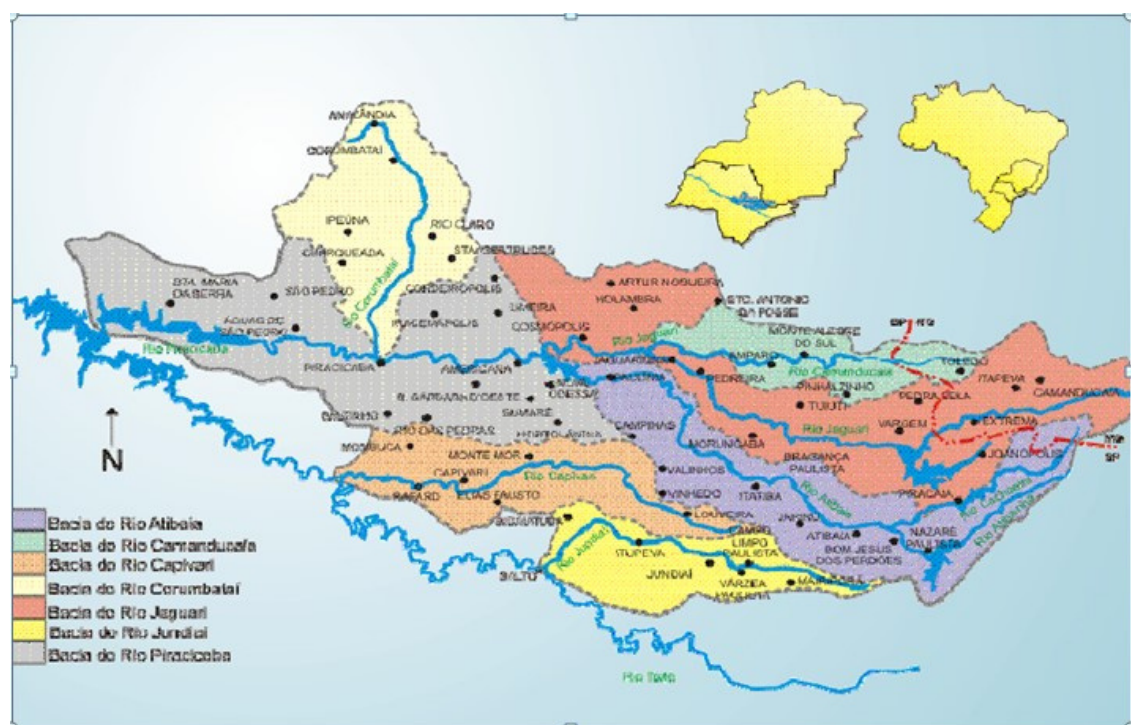 ANALÂNDIA
CORUMBATAÍ
IPEÚNA
RIO CLARO
CHARQUEADA
STA GERTRUDES
Rio Corumbataí
STA. MARIA
DA SERRA
SÃO PEDRO
CORDEIRÓPOLIS
ÁGUAS DE
SÃO PEDRO
IRACEMÁPOLIS
LIMEIRA
Rio Piracicaba
PIRACICABA
AMERICANA
COSMÓPOLIS
ARTUR NOGUEIRA
HOLAMBRA
STO. ANTONIO
DA POSSE
MONTE ALEGRE
DO SUL
SP
MG
Rio Jaguari
JAGUARIÚNA
PAULÍNIA
PEDREIRA
AMPARO
Rio Camanducaia
TOLEDO
PINHALZINHO
PEDRA BELA
ITAPEVA
CAMANDUCAIA
NOVA
ODESSA
S. BÁRBARA D'OESTE
SUMARÉ
HORTOLÂNDIA
SALTINHO
RIO DAS PEDRAS
CAMPINAS
TUIUTI
VARGEM
EXTREMA
Rio Jaguari
MORUNGABA
BRAGANÇA
PAULISTA
JOANÓPOLIS
MG
SP
MOMBUCA
MONTE MOR
CAPIVARI
Rio Capivari
RAFARD
ELIAS FAUSTO
VALINHOS
VINHEDO
ITATIBA
Rio Atibaia
PIRACAIA
Rio Cachoeira
Rio Atibainha
LOUVEIRA
JARINU
ATIBAIA
NAZARÉ
PAULISTA
BOM JESUS
DOS PERDÕES
INDAIATUBA
CAMPO
LIMPO
PAULISTA
ITUPEVA
Rio Jundiaí
JUNDIAÍ
VÁRZEA
PAULISTA
MAIRIPORÃ
SALTO
Rio Tietê
N
Bacia do Rio Atibaia
Bacia do Rio Camanducaia
Bacia do Rio Capivari
Bacia do Rio Corumbataí
Bacia do Rio Jaguari
Bacia do Rio Jundiaí
Bacia do Rio Piracicaba